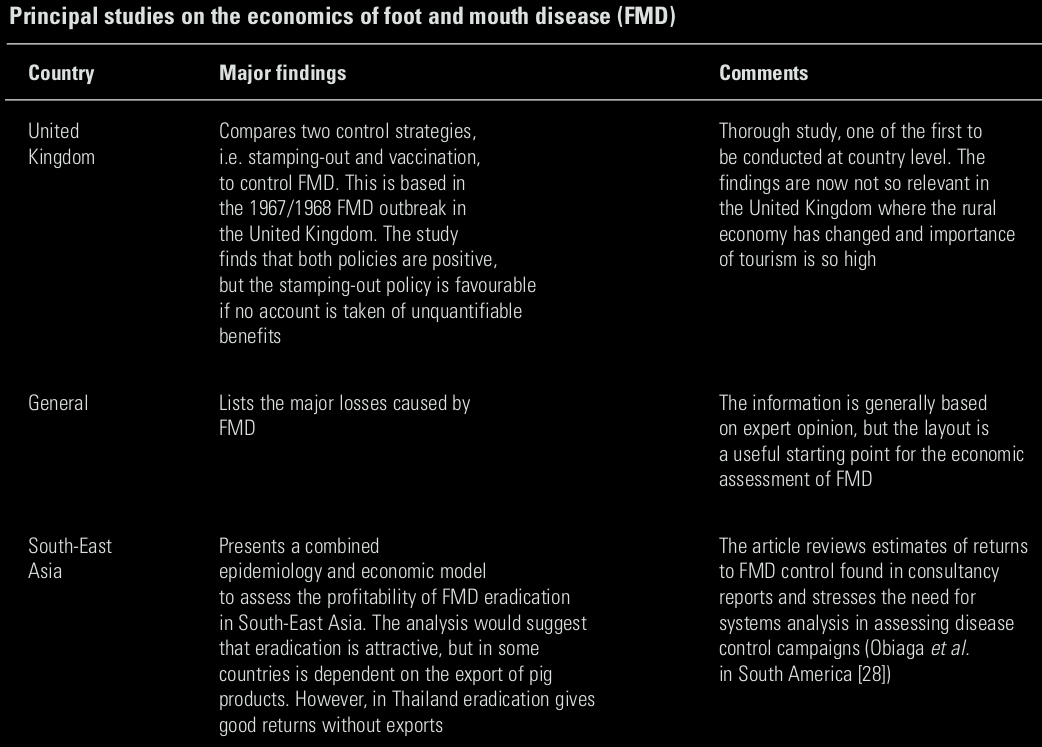 Principal studies on the economics of foot and mouth disease (FMD)
Country
Major findings
Comments
United
Kingdom
Compares two control strategies,
i.e. stamping-out and vaccination,
to control FMD. This is based in
the 1967/1968 FMD outbreak in
the United Kingdom. The study
finds that both policies are positive,
but the stamping-out policy is favourable
if no account is taken of unquantifiable
benefits
Thorough study, one of the first to
be conducted at country level. The
findings are now not so relevant in
the United Kingdom where the rural
economy has changed and importance
of tourism is so high
General
Lists the major losses caused by
FMD
The information is generally based
on expert opinion, but the layout is
a useful starting point for the economic
assessment of FMD
South-East
Asia
Presents a combined
epidemiology and economic model
to assess the profitability of FMD eradication
in South-East Asia. The analysis would suggest
that eradication is attractive, but in some
countries is dependent on the export of pig
products. However, in Thailand eradication gives
good returns without exports
The article reviews estimates of returns
to FMD control found in consultancy
reports and stresses the need for
systems analysis in assessing disease
control campaigns (Obiaga et al.
in South America [28])